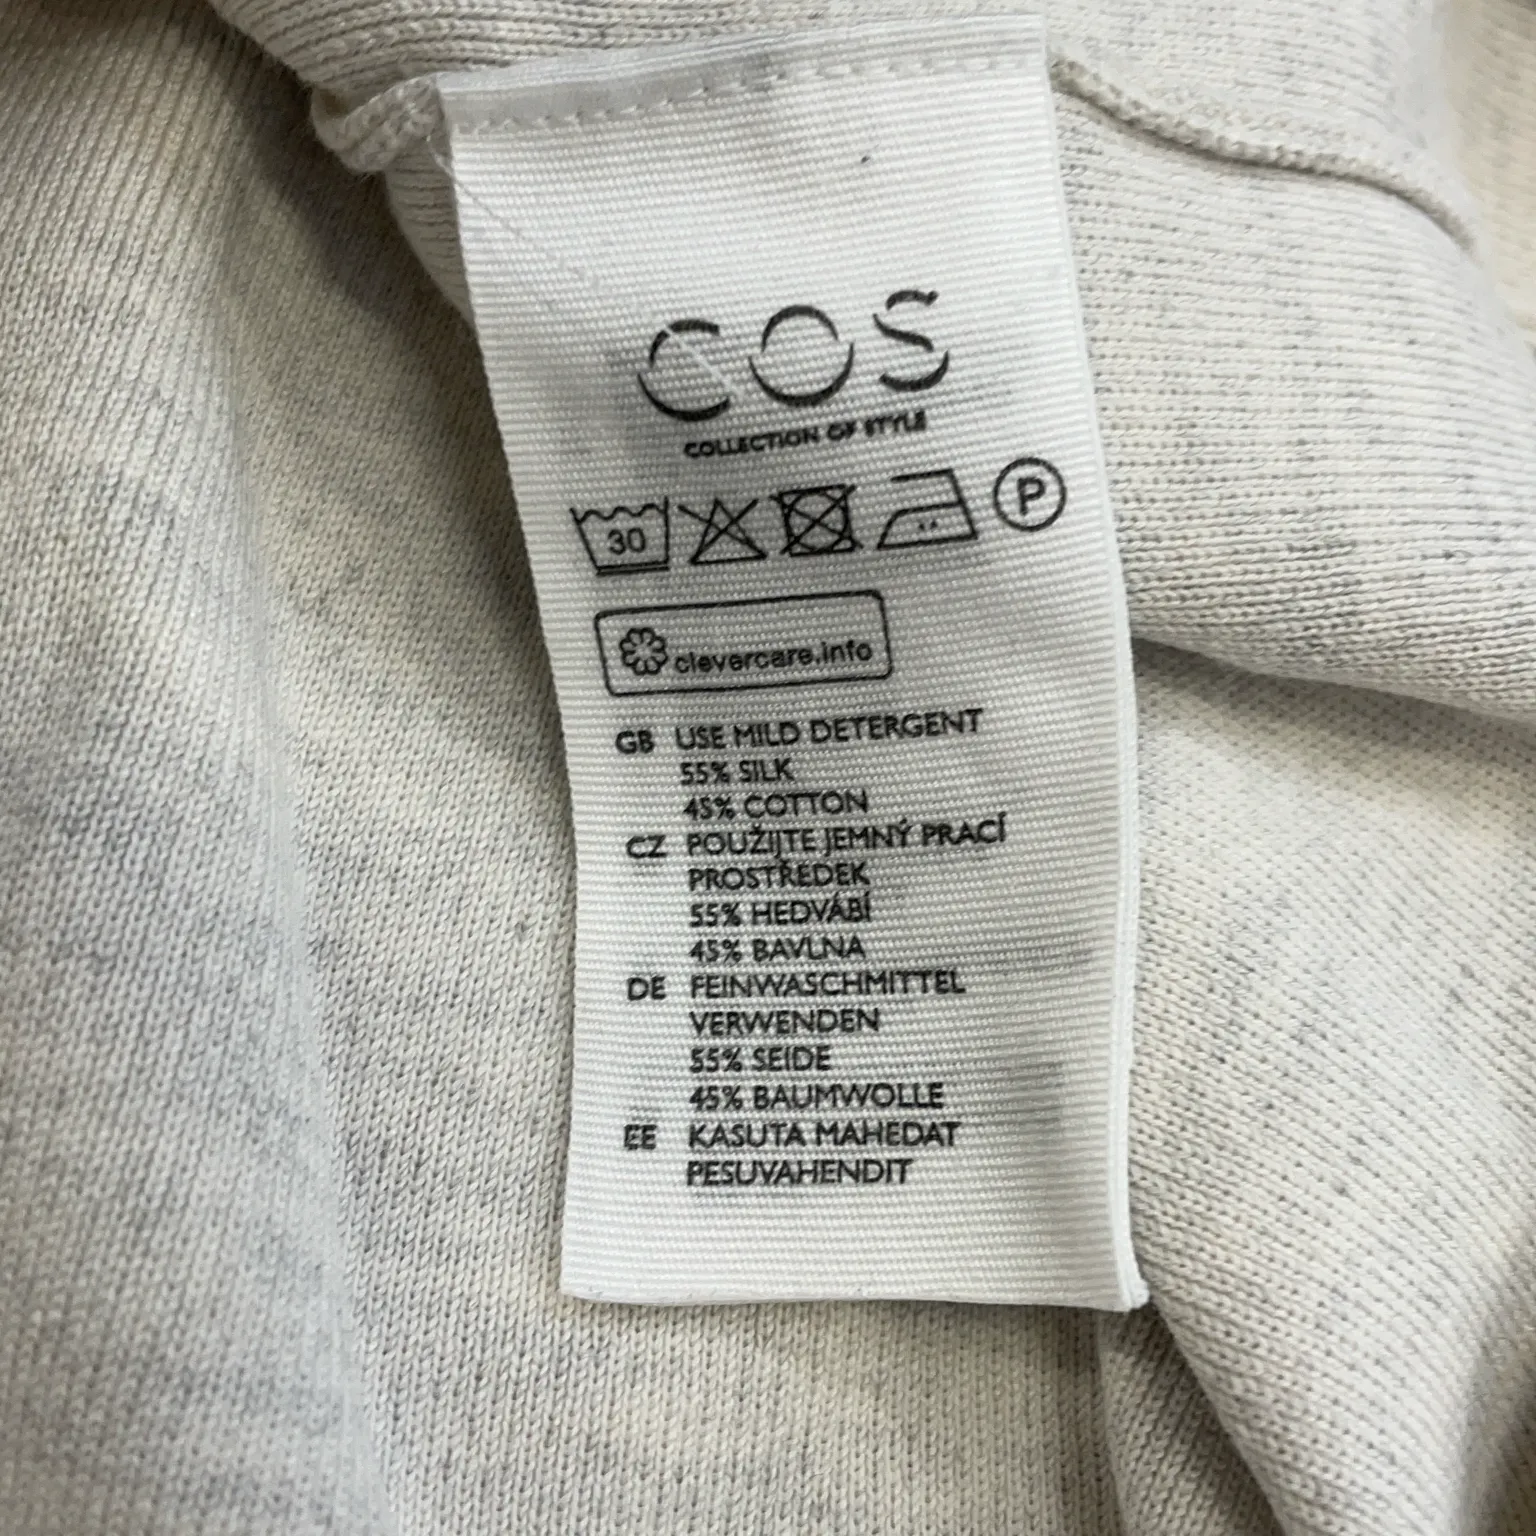 COS
COLLECTION OF STYLE
30 P
clevercare.info
GB USE MILD DETERGENT
55% SILK
45% COTTON
CZ POUŽIJTE JEMNÝ PRACÍ
PROSTŘEDEK
55% HEDVÁBÍ
45% BAVLNA
DE FEINWASCHMITTEL
VERWENDEN
55% SEIDE
45% BAUMWOLLE
EE KASUTA MAHEDAT
PESUVAHENDIT